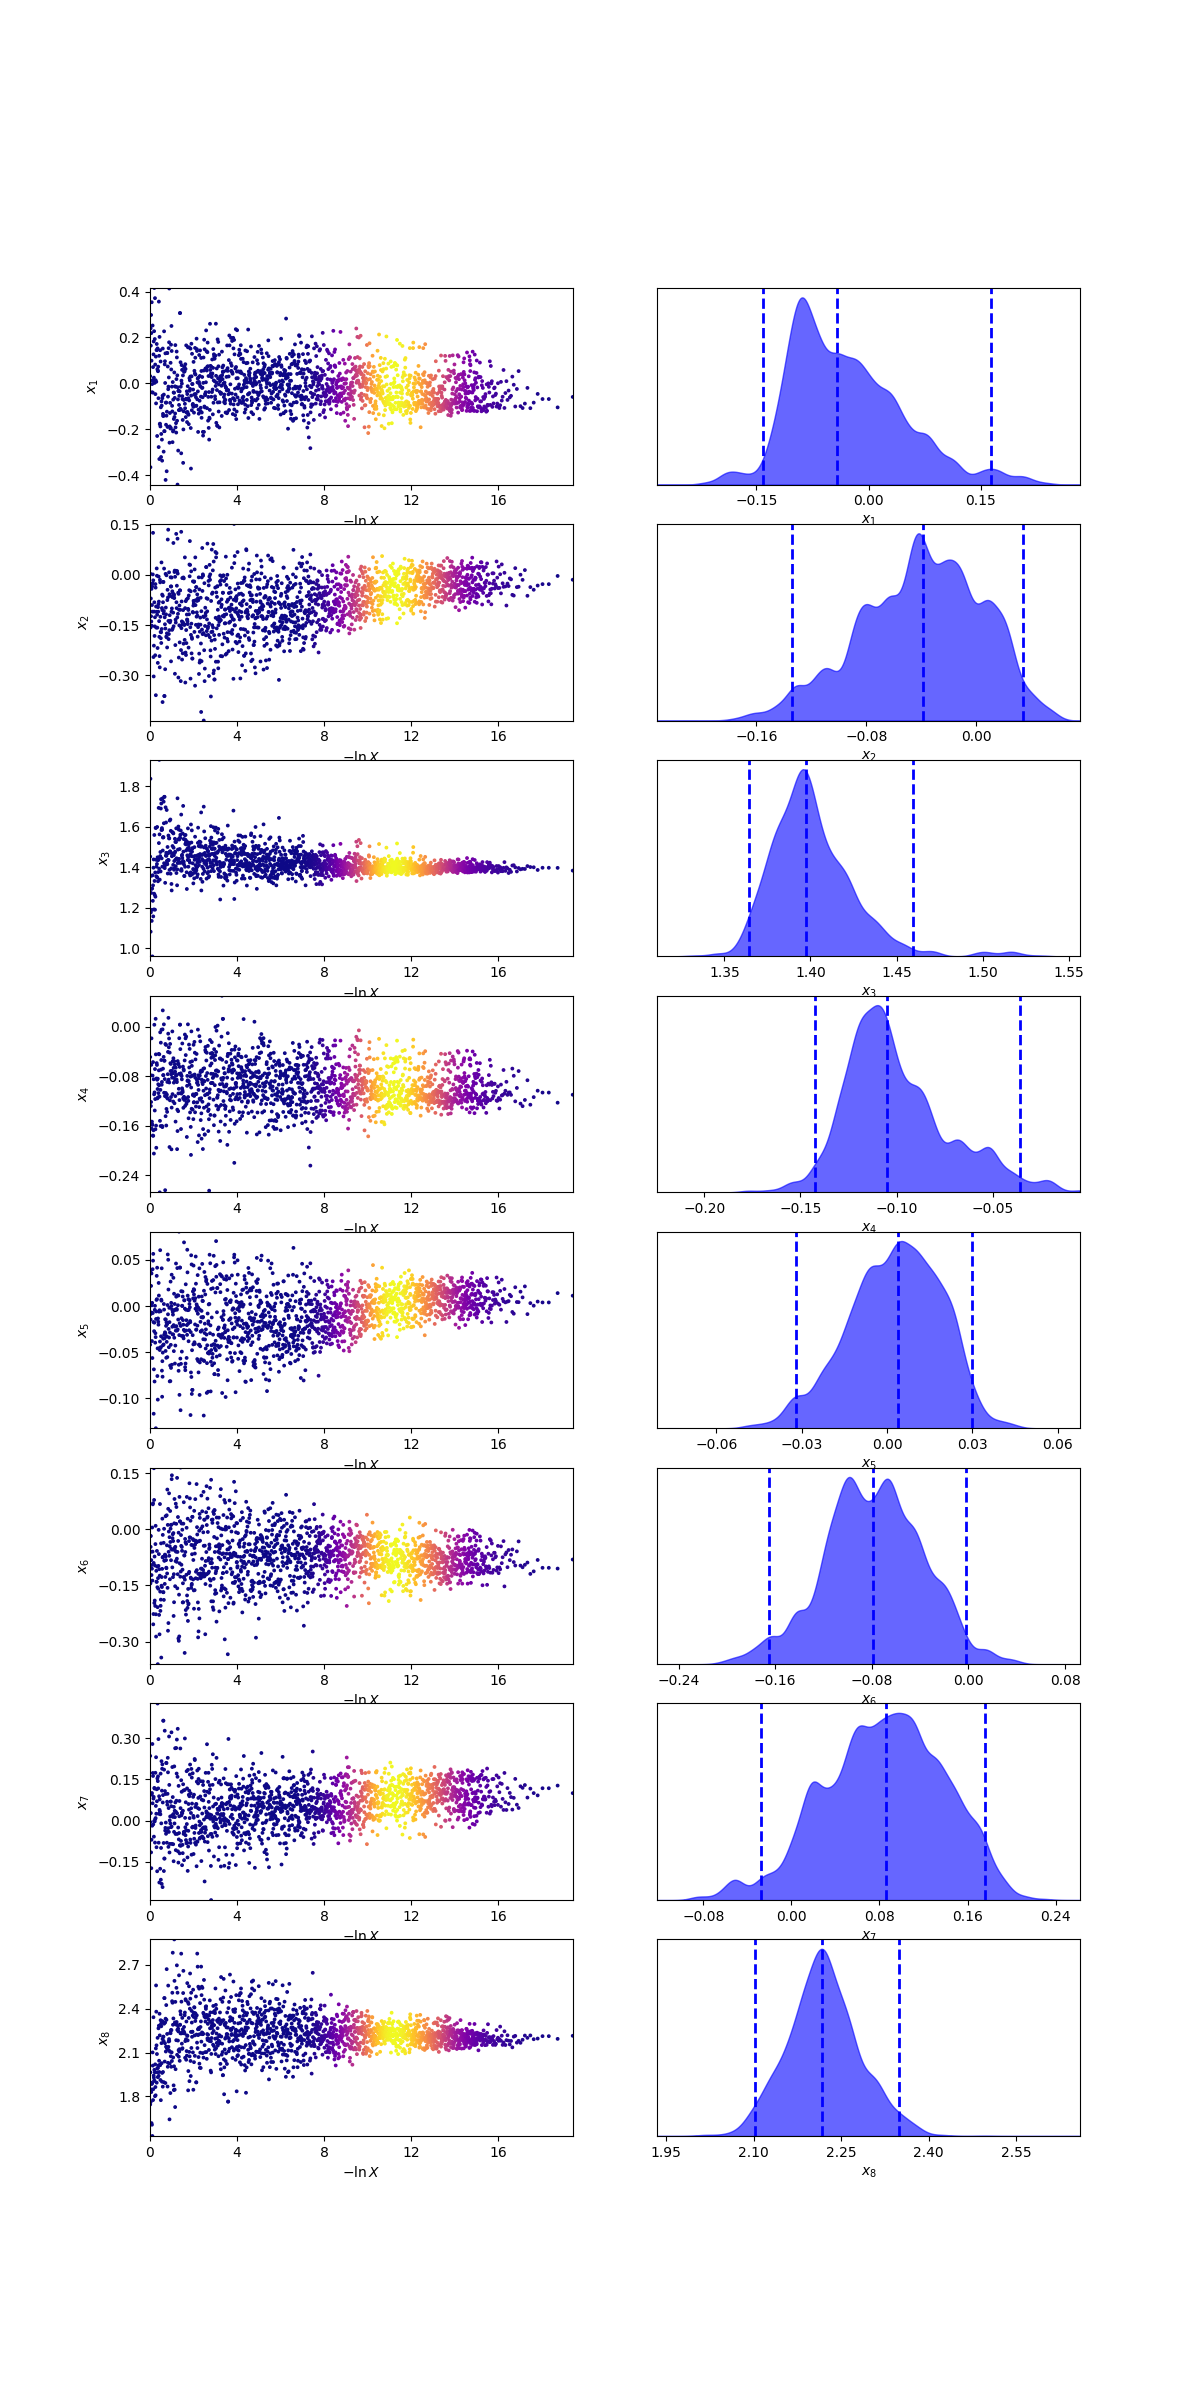 0.4
0.2
0.0
−0.2
−0.4
x₁
0 4 8 12 16
−ln X
−0.15 0.00 0.15
x₁
0.15
0.00
−0.15
−0.30
x₂
0 4 8 12 16
−ln X
−0.16 −0.08 0.00
x₂
1.8
1.6
1.4
1.2
1.0
x₃
0 4 8 12 16
−ln X
1.35 1.40 1.45 1.50 1.55
x₃
0.00
−0.08
−0.16
−0.24
x₄
0 4 8 12 16
−ln X
−0.20 −0.15 −0.10 −0.05
x₄
0.05
0.00
−0.05
−0.10
x₅
0 4 8 12 16
−ln X
−0.06 −0.03 0.00 0.03 0.06
x₅
0.15
0.00
−0.15
−0.30
x₆
0 4 8 12 16
−ln X
−0.24 −0.16 −0.08 0.00 0.08
x₆
0.30
0.15
0.00
−0.15
x₇
0 4 8 12 16
−ln X
−0.08 0.00 0.08 0.16 0.24
x₇
2.7
2.4
2.1
1.8
x₈
0 4 8 12 16
−ln X
1.95 2.10 2.25 2.40 2.55
x₈